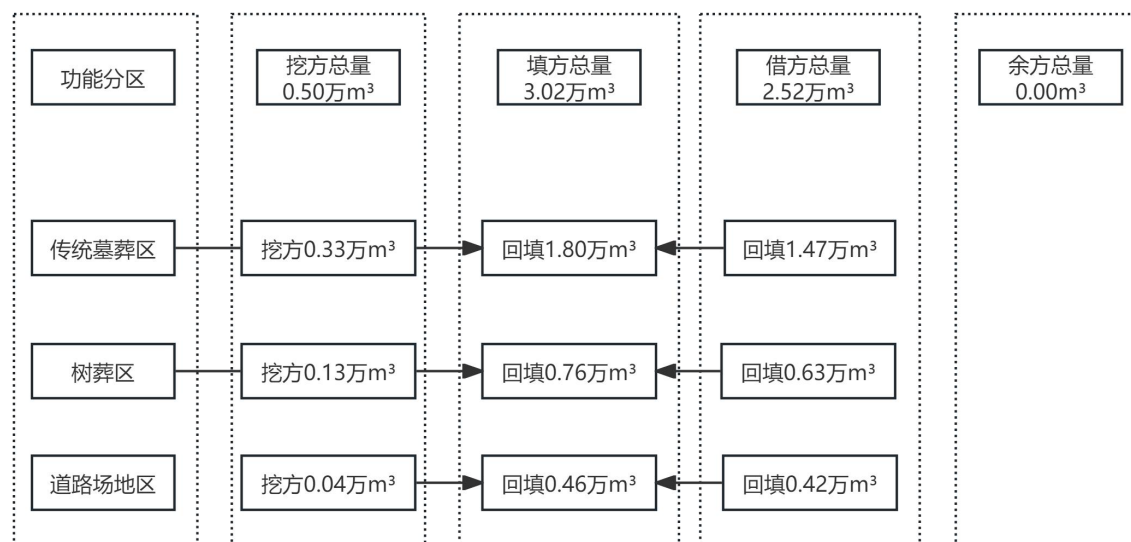 功能分区
挖方总量
0.50万m³
填方总量
3.02万m³
借方总量
2.52万m³
余方总量
0.00m³
传统墓葬区
挖方0.33万m³
回填1.80万m³
回填1.47万m³
树葬区
挖方0.13万m³
回填0.76万m³
回填0.63万m³
道路场地区
挖方0.04万m³
回填0.46万m³
回填0.42万m³